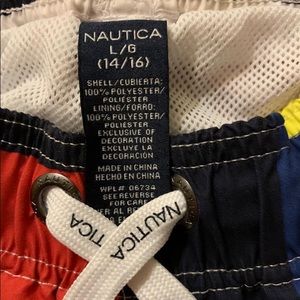 NAUTICA
L/G
(14/16)
SHELL/CUBIERTA:
100% POLYESTER/
POLIÉSTER
LINING/FORRO:
100% POLYESTER/
POLIÉSTER
EXCLUSIVE OF
DECORATION
EXCLUYE LA
DECORACIÓN
MADE IN CHINA
HECHO EN CHINA
WPL# 06734
SEE REVERSE
FOR CARE
NAUTICA
TICA